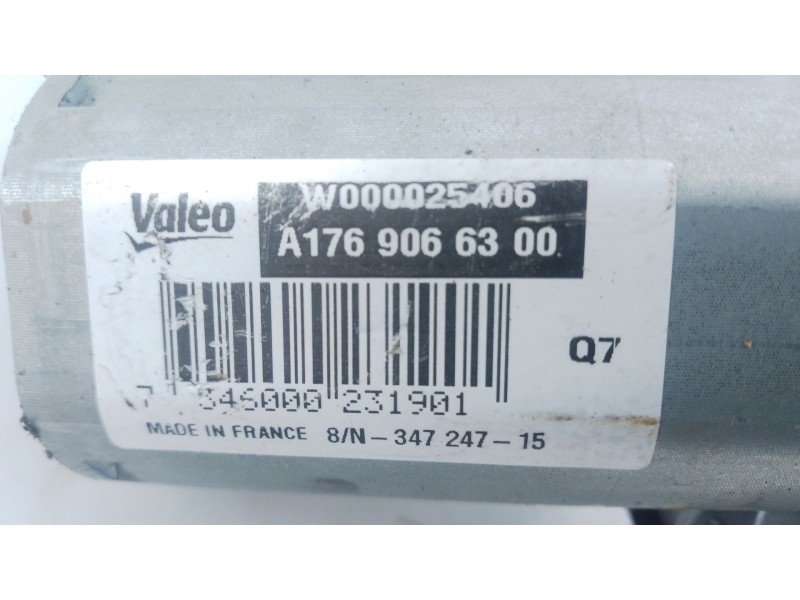 Valeo
W000025406
A176 906 63 00
Q7
7 346000 231901
MADE IN FRANCE 8/N-347 247-15